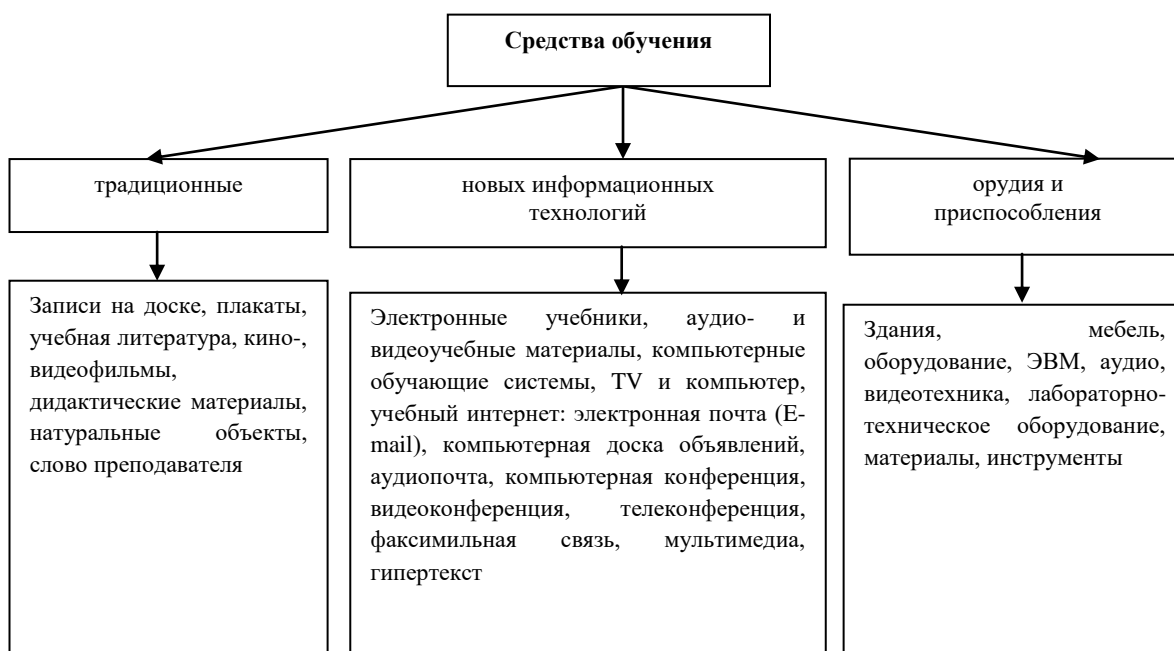 Средства обучения
традиционные
новых информационных
технологий
орудия и
приспособления
Записи на доске, плакаты,
учебная литература, кино-,
видеофильмы,
дидактические материалы,
натуральные объекты,
слово преподавателя
Электронные учебники, аудио- и
видеоучебные материалы, компьютерные
обучающие системы, TV и компьютер,
учебный интернет: электронная почта (E-
mail), компьютерная доска объявлений,
аудиопочта, компьютерная конференция,
видеоконференция, телеконференция,
факсимильная связь, мультимедиа,
гипертекст
Здания, мебель,
оборудование, ЭВМ, аудио,
видеотехника, лабораторно-
техническое оборудование,
материалы, инструменты